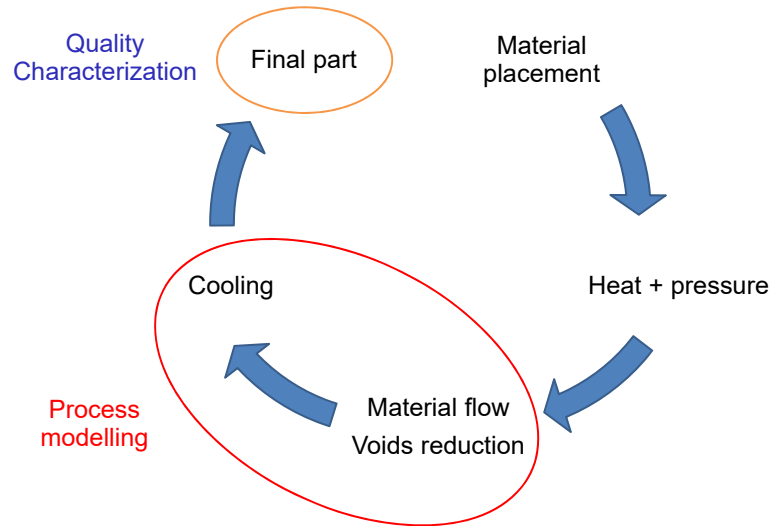 Quality
Characterization
Final part
Material
placement
Cooling
Heat + pressure
Process
modelling
Material flow
Voids reduction